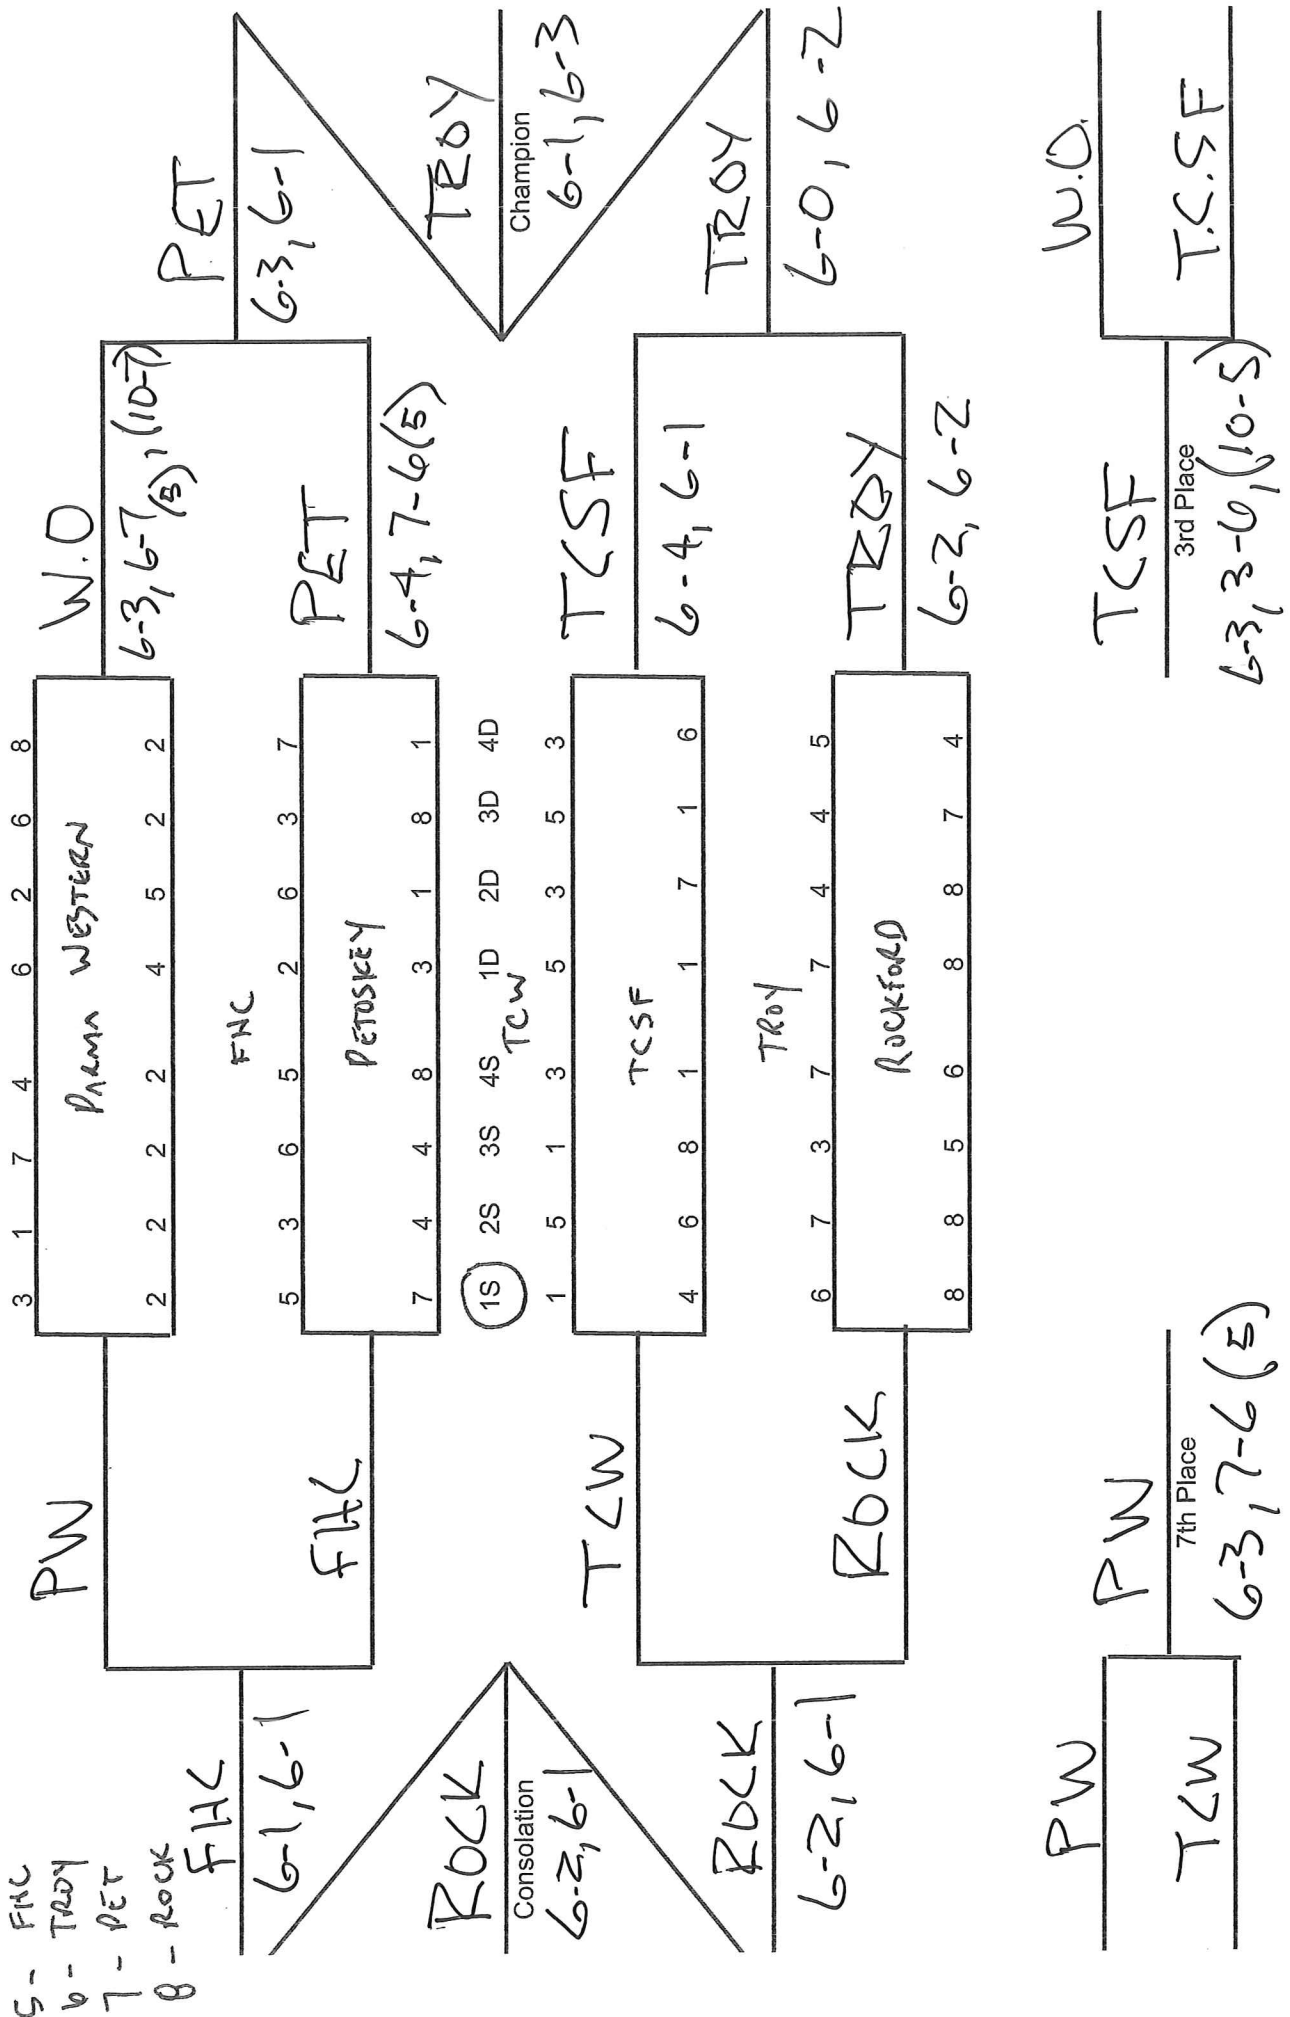 5 - FHC
6 - TROY
7 - PET
8 - ROCK
3 1 7 4 6 2 6 8
PW
PARMA WESTERN
W.O
2 2 2 2 4 5 2 2
6-3, 6-7(5), (10-7)
FHC
FHC
PET
6-1, 6-1
5 3 6 5 2 6 3 7
6-3, 6-1
FHC
PETOSKEY
PET
7 4 4 8 3 1 8 1
6-4, 7-6(5)
ROCK
1S 2S 3S 4S 1D 2D 3D 4D
TROY
Consolation
TCW
Champion
6-2, 6-1
1 5 1 3 5 3 5 3
6-1, 6-3
TCW
TCSF
TCSF
4 6 8 1 1 7 1 6
6-4, 6-1
ROCK
TROY
TROY
6-2, 6-1
6 7 3 7 7 4 4 5
6-0, 6-2
ROCK
ROCKFORD
TROY
8 8 5 6 8 8 7 4
6-2, 6-2
PW
PW
TCSF
W.O.
7th Place
3rd Place
TCW
6-3, 7-6 (5)
6-3, 3-6, (10-5)
T.C.S F